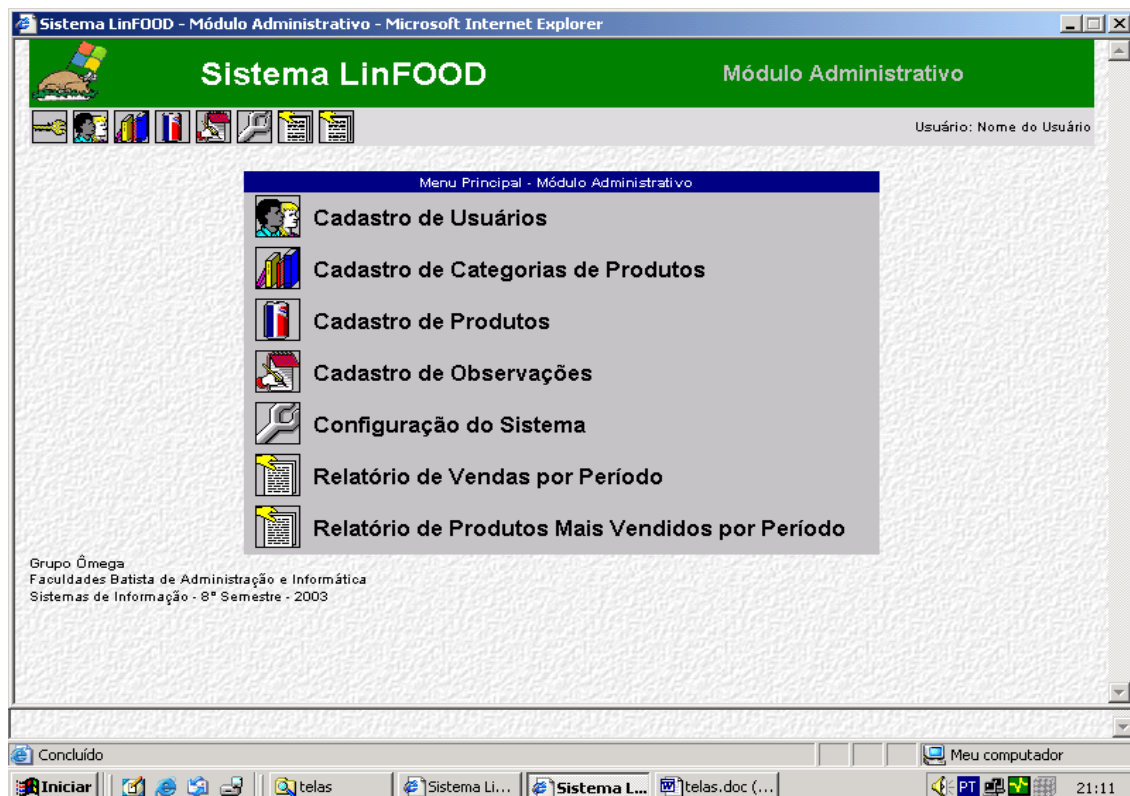 Sistema LinFOOD - Módulo Administrativo - Microsoft Internet Explorer
Sistema LinFOOD
Módulo Administrativo
Usuário: Nome do Usuário
Menu Principal - Módulo Administrativo
Cadastro de Usuários
Cadastro de Categorias de Produtos
Cadastro de Produtos
Cadastro de Observações
Configuração do Sistema
Relatório de Vendas por Período
Relatório de Produtos Mais Vendidos por Período
Grupo Ômega
Faculdades Batista de Administração e Informática
Sistemas de Informação - 8º Semestre - 2003
Concluído
Meu computador
Iniciar
telas
Sistema Li...
Sistema L...
telas.doc (...
PT
21:11